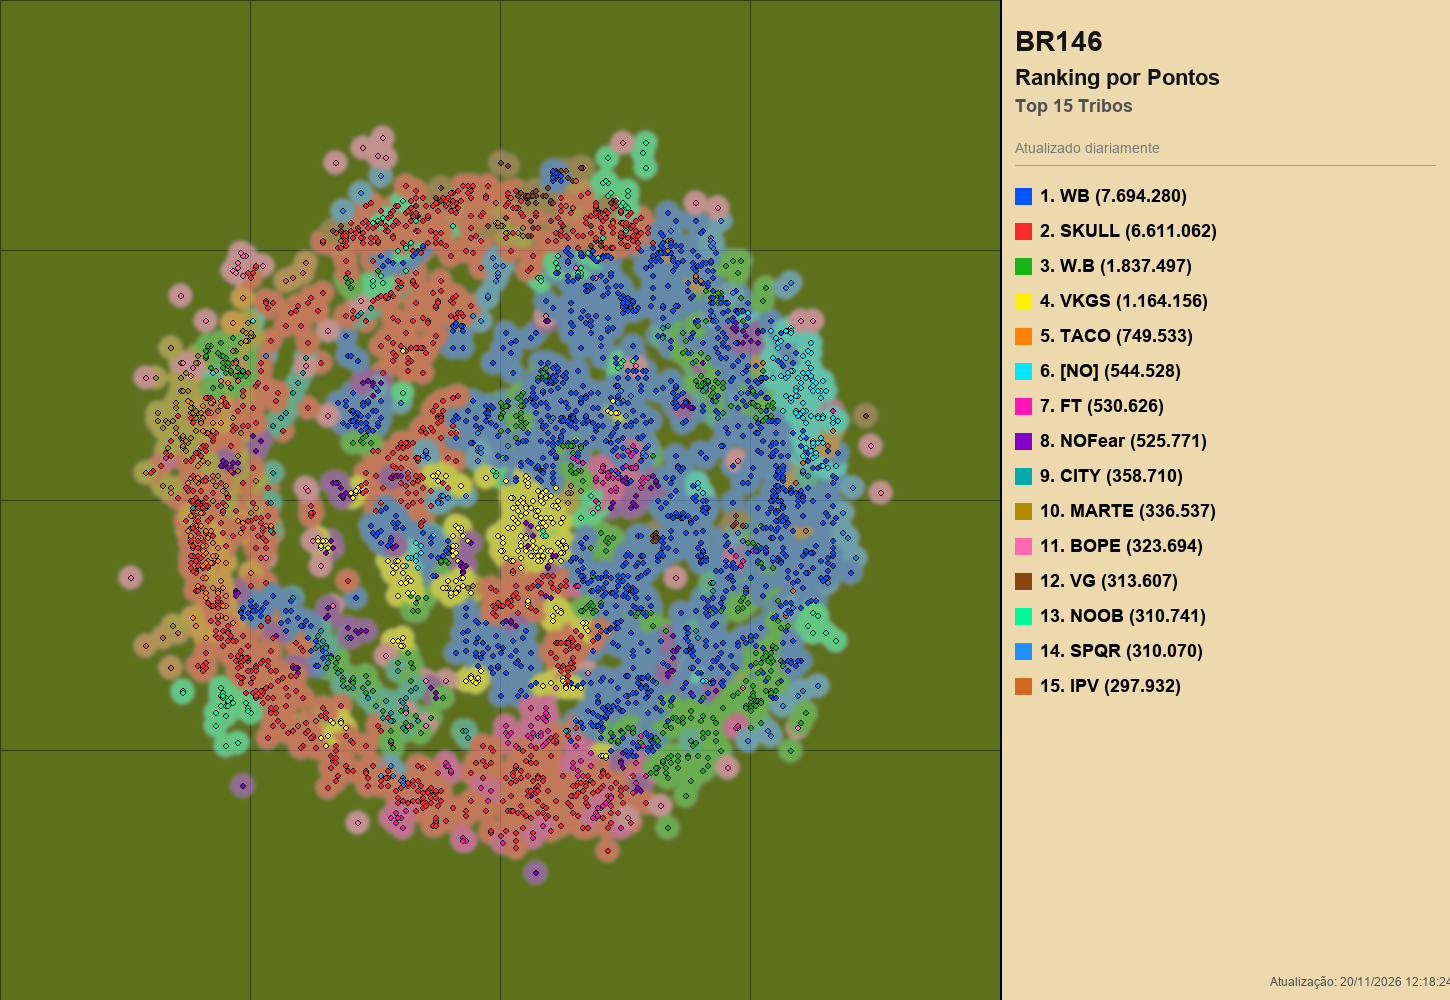 BR146
Ranking por Pontos
Top 15 Tribos
Atualizado diariamente
1. WB (7.694.280)
2. SKULL (6.611.062)
3. W.B (1.837.497)
4. VKGS (1.164.156)
5. TACO (749.533)
6. [NO] (544.528)
7. FT (530.626)
8. NOFear (525.771)
9. CITY (358.710)
10. MARTE (336.537)
11. BOPE (323.694)
12. VG (313.607)
13. NOOB (310.741)
14. SPQR (310.070)
15. IPV (297.932)
Atualização: 20/11/2026 12:18:24